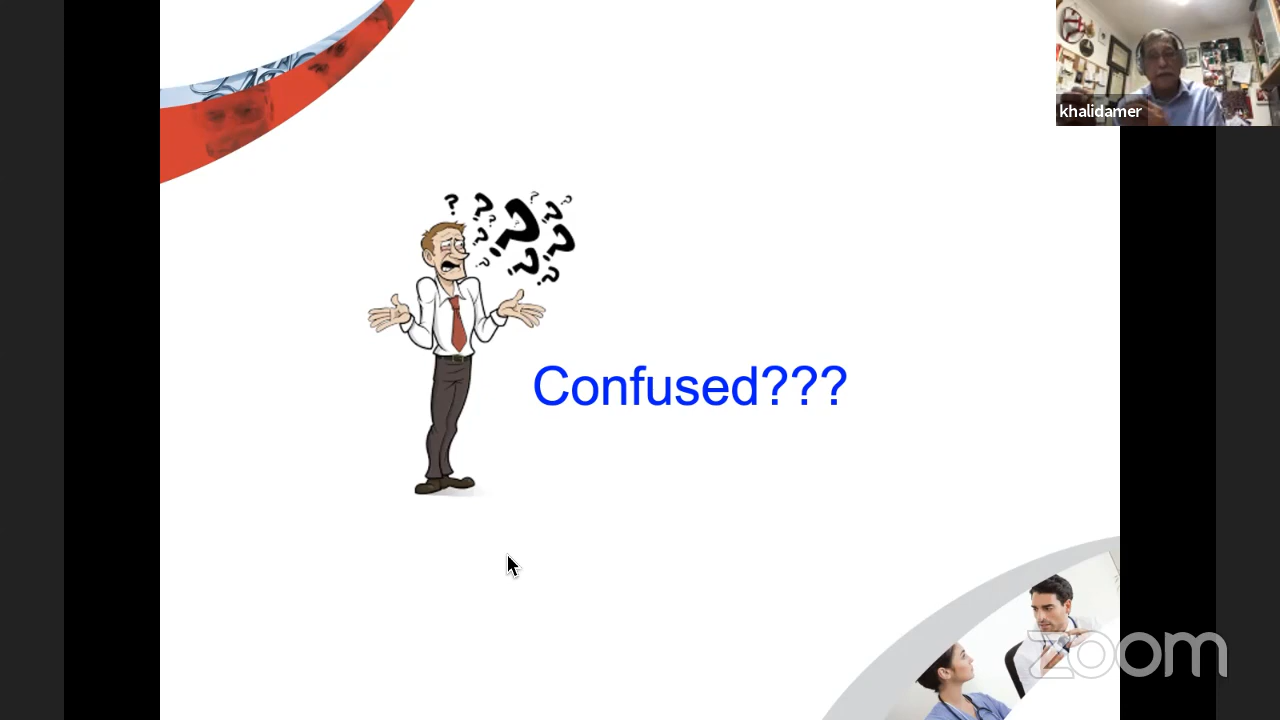 khalidamer
? ? ? ? ? ? ? ? ? ? ? ?
Confused???
zoom